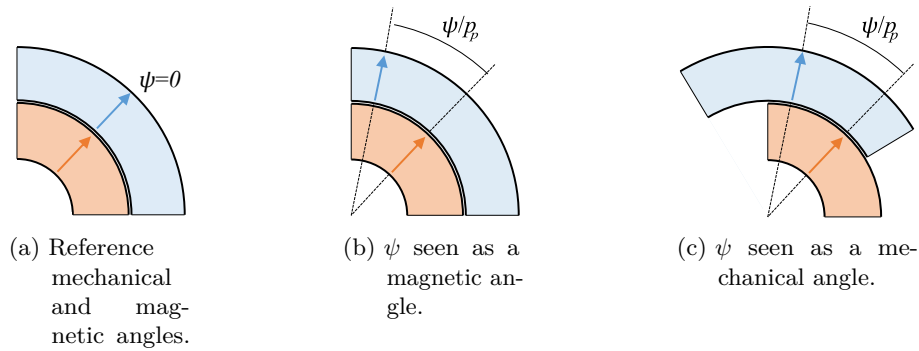 ψ=0
ψ/pₚ
ψ/pₚ
(a) Reference
mechanical
and mag-
netic angles.
(b) ψ seen as a
magnetic an-
gle.
(c) ψ seen as a me-
chanical angle.